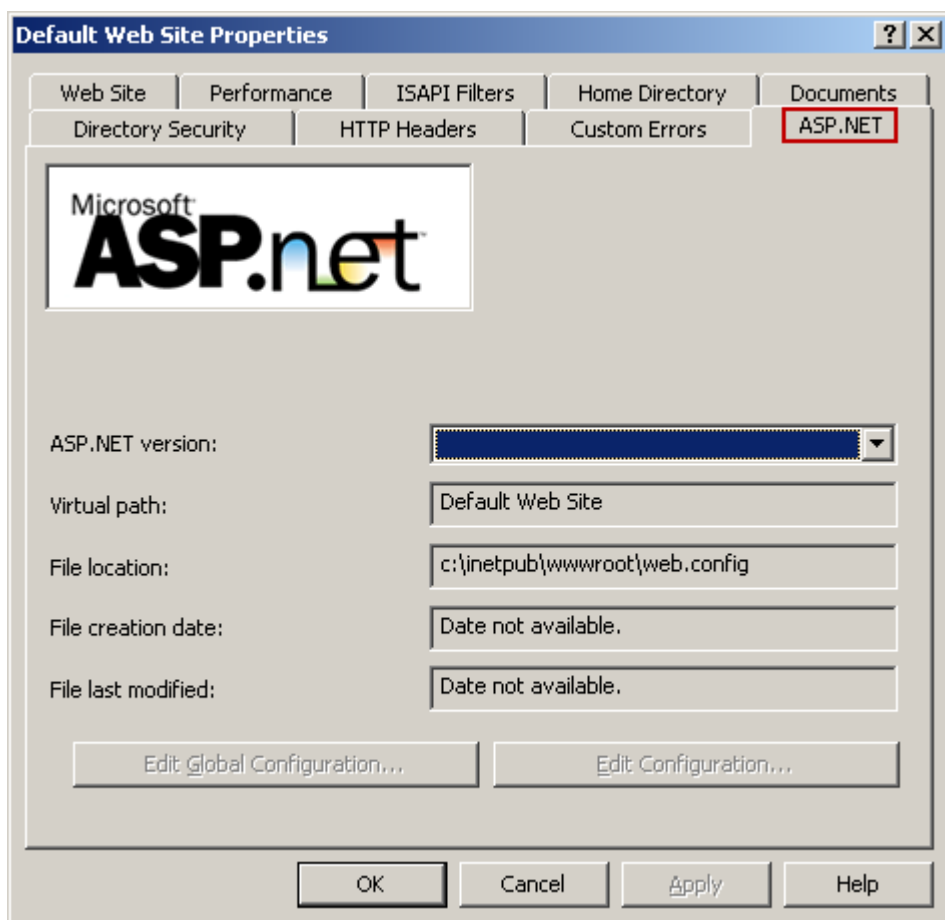 Default Web Site Properties
Web Site Performance ISAPI Filters Home Directory Documents
Directory Security HTTP Headers Custom Errors ASP.NET
Microsoft
ASP.net
ASP.NET version:
Virtual path: Default Web Site
File location: c:\inetpub\wwwroot\web.config
File creation date: Date not available.
File last modified: Date not available.
Edit Global Configuration... Edit Configuration...
OK Cancel Apply Help